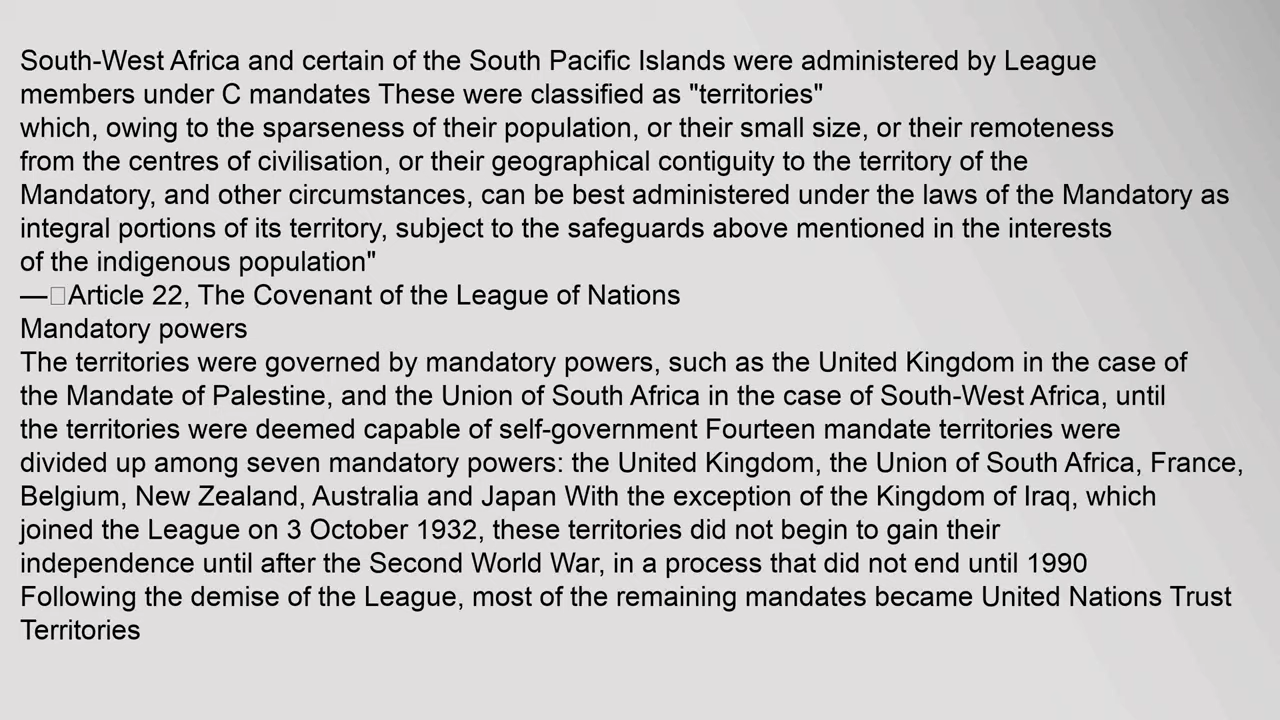 South-West Africa and certain of the South Pacific Islands were administered by League
members under C mandates These were classified as "territories"
which, owing to the sparseness of their population, or their small size, or their remoteness
from the centres of civilisation, or their geographical contiguity to the territory of the
Mandatory, and other circumstances, can be best administered under the laws of the Mandatory as
integral portions of its territory, subject to the safeguards above mentioned in the interests
of the indigenous population"
—□Article 22, The Covenant of the League of Nations
Mandatory powers
The territories were governed by mandatory powers, such as the United Kingdom in the case of
the Mandate of Palestine, and the Union of South Africa in the case of South-West Africa, until
the territories were deemed capable of self-government Fourteen mandate territories were
divided up among seven mandatory powers: the United Kingdom, the Union of South Africa, France,
Belgium, New Zealand, Australia and Japan With the exception of the Kingdom of Iraq, which
joined the League on 3 October 1932, these territories did not begin to gain their
independence until after the Second World War, in a process that did not end until 1990
Following the demise of the League, most of the remaining mandates became United Nations Trust
Territories